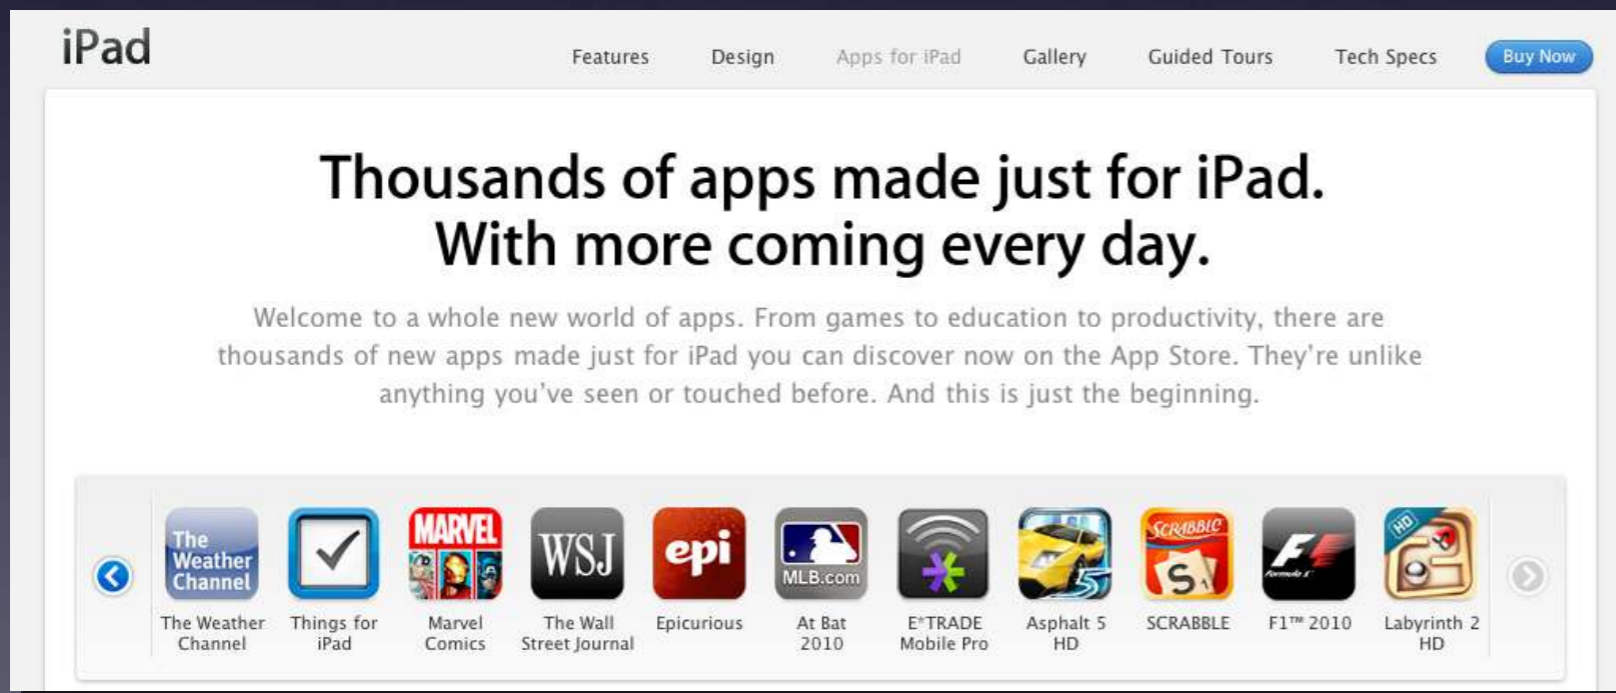 iPad
Features Design Apps for iPad Gallery Guided Tours Tech Specs Buy Now
Thousands of apps made just for iPad.
With more coming every day.
Welcome to a whole new world of apps. From games to education to productivity, there are
thousands of new apps made just for iPad you can discover now on the App Store. They’re unlike
anything you’ve seen or touched before. And this is just the beginning.
The
Weather
Channel
MARVEL
WSJ
epi
MLB.com
5
SCRABBLE
S1
F1
Formula 1
HD
The Weather Things for Marvel The Wall Epicurious At Bat E*TRADE Asphalt 5 SCRABBLE F1™ 2010 Labyrinth 2
Channel iPad Comics Street Journal 2010 Mobile Pro HD HD